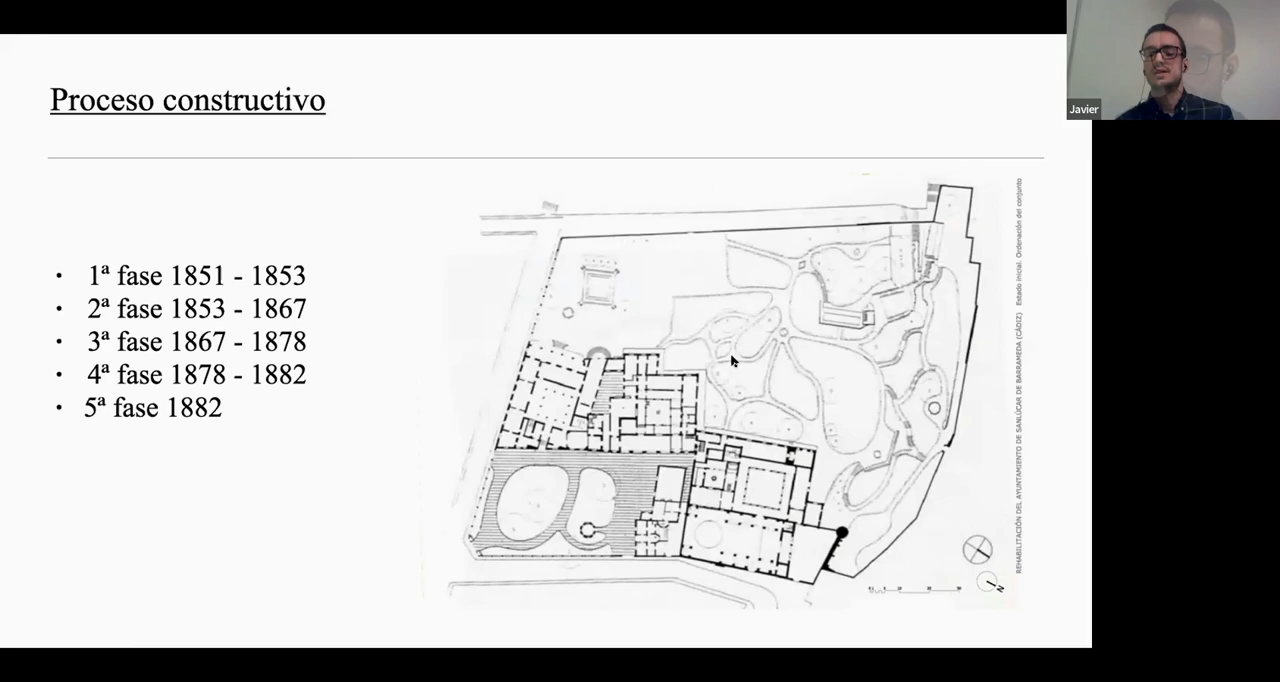 Proceso constructivo
· 1ª fase 1851 - 1853
· 2ª fase 1853 - 1867
· 3ª fase 1867 - 1878
· 4ª fase 1878 - 1882
· 5ª fase 1882
REHABILITACIÓN DEL AYUNTAMIENTO DE SANLÚCAR DE BARRAMEDA (CÁDIZ) Estado inicial. Ordenación del conjunto
N
Javier